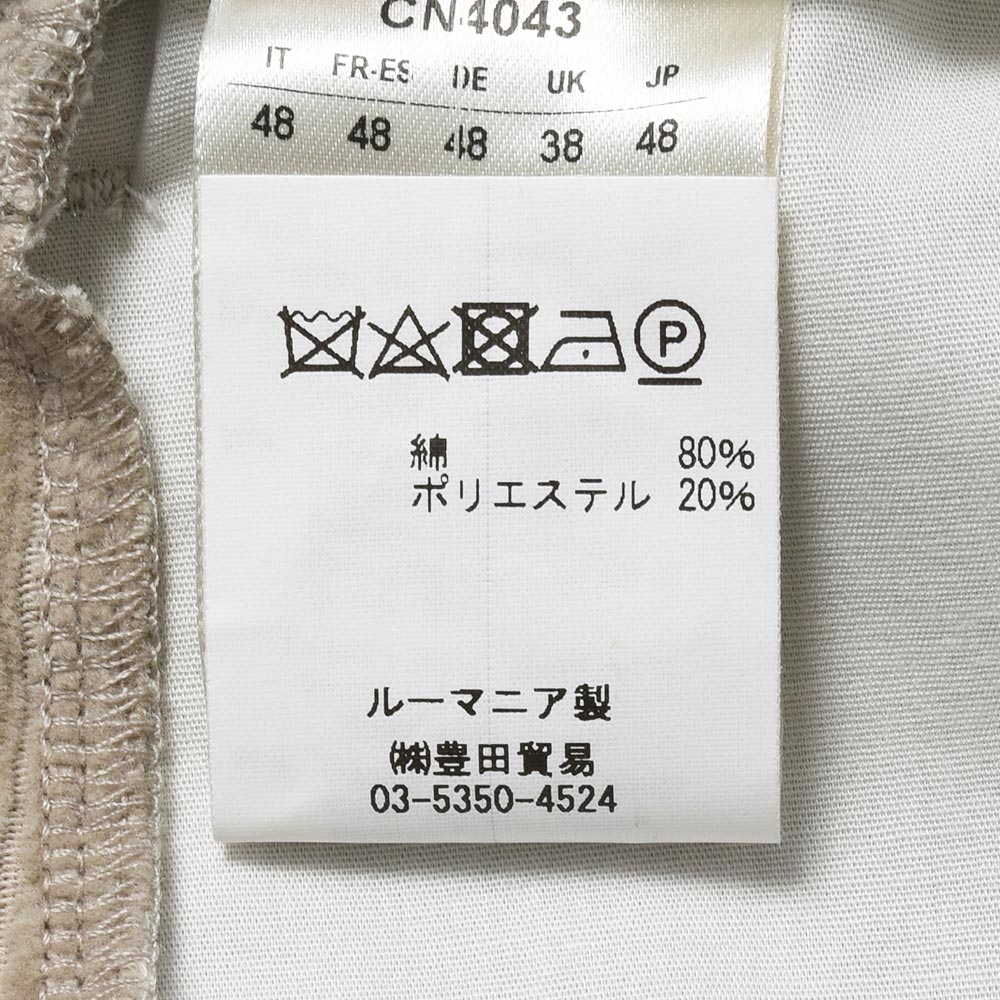 CN4043
IT FR-ES DE UK JP
48 48 48 38 48
P
綿 80%
ポリエステル 20%
ルーマニア製
㈱豊田貿易
03-5350-4524